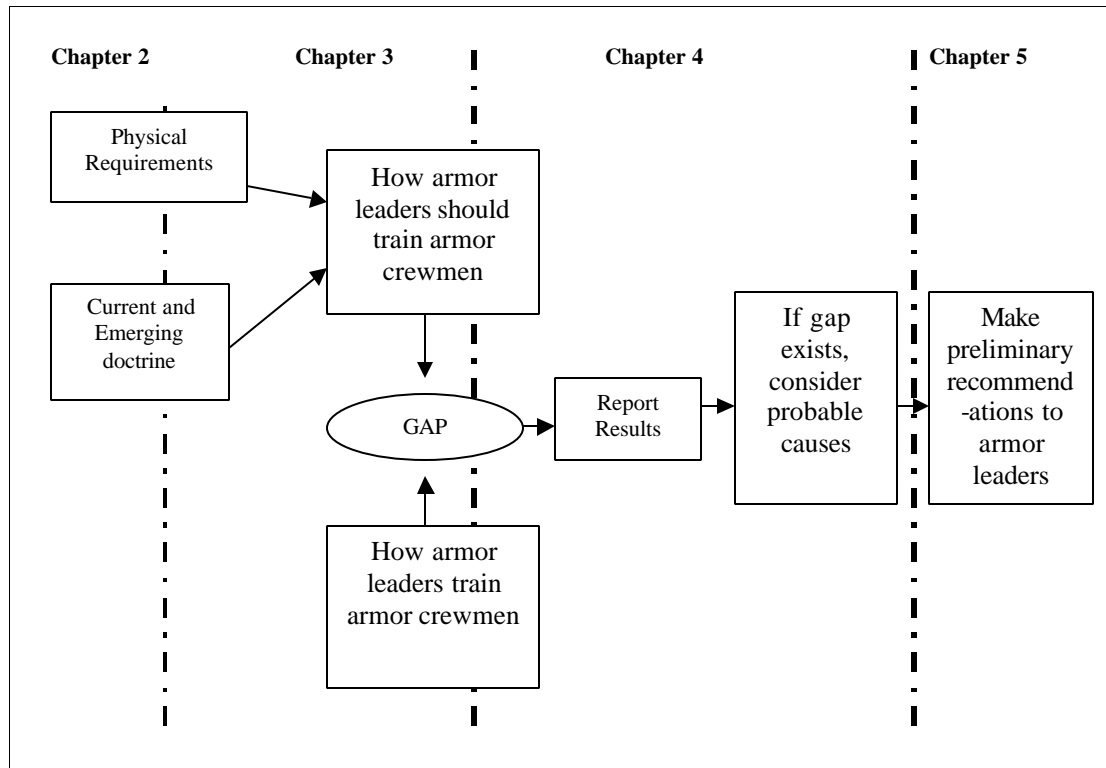 Chapter 2
Chapter 3
Chapter 4
Chapter 5
Physical
Requirements
Current and
Emerging
doctrine
How armor
leaders should
train armor
crewmen
GAP
How armor
leaders train
armor crewmen
Report
Results
If gap
exists,
consider
probable
causes
Make
preliminary
recommend
-ations to
armor
leaders